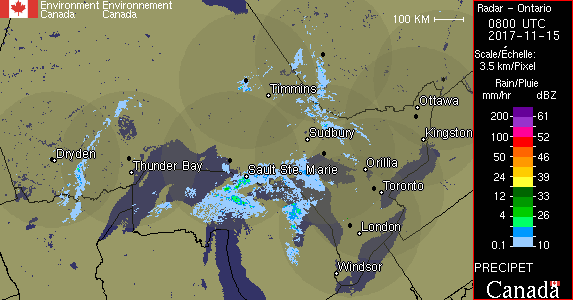 Environment Environnement
Canada Canada
100 KM
Timmins
Ottawa
Sudbury
Kingston
Dryden
Thunder Bay
Sault Ste. Marie
Orillia
Toronto
London
Windsor
Radar - Ontario
0800 UTC
2017-11-15
Scale/Échelle:
3.5 km/Pixel
Rain/Pluie
mm/hr dBZ
200 61
100 52
50 46
24 39
12 33
4 26
0.1 10
PRECIPET
Canada